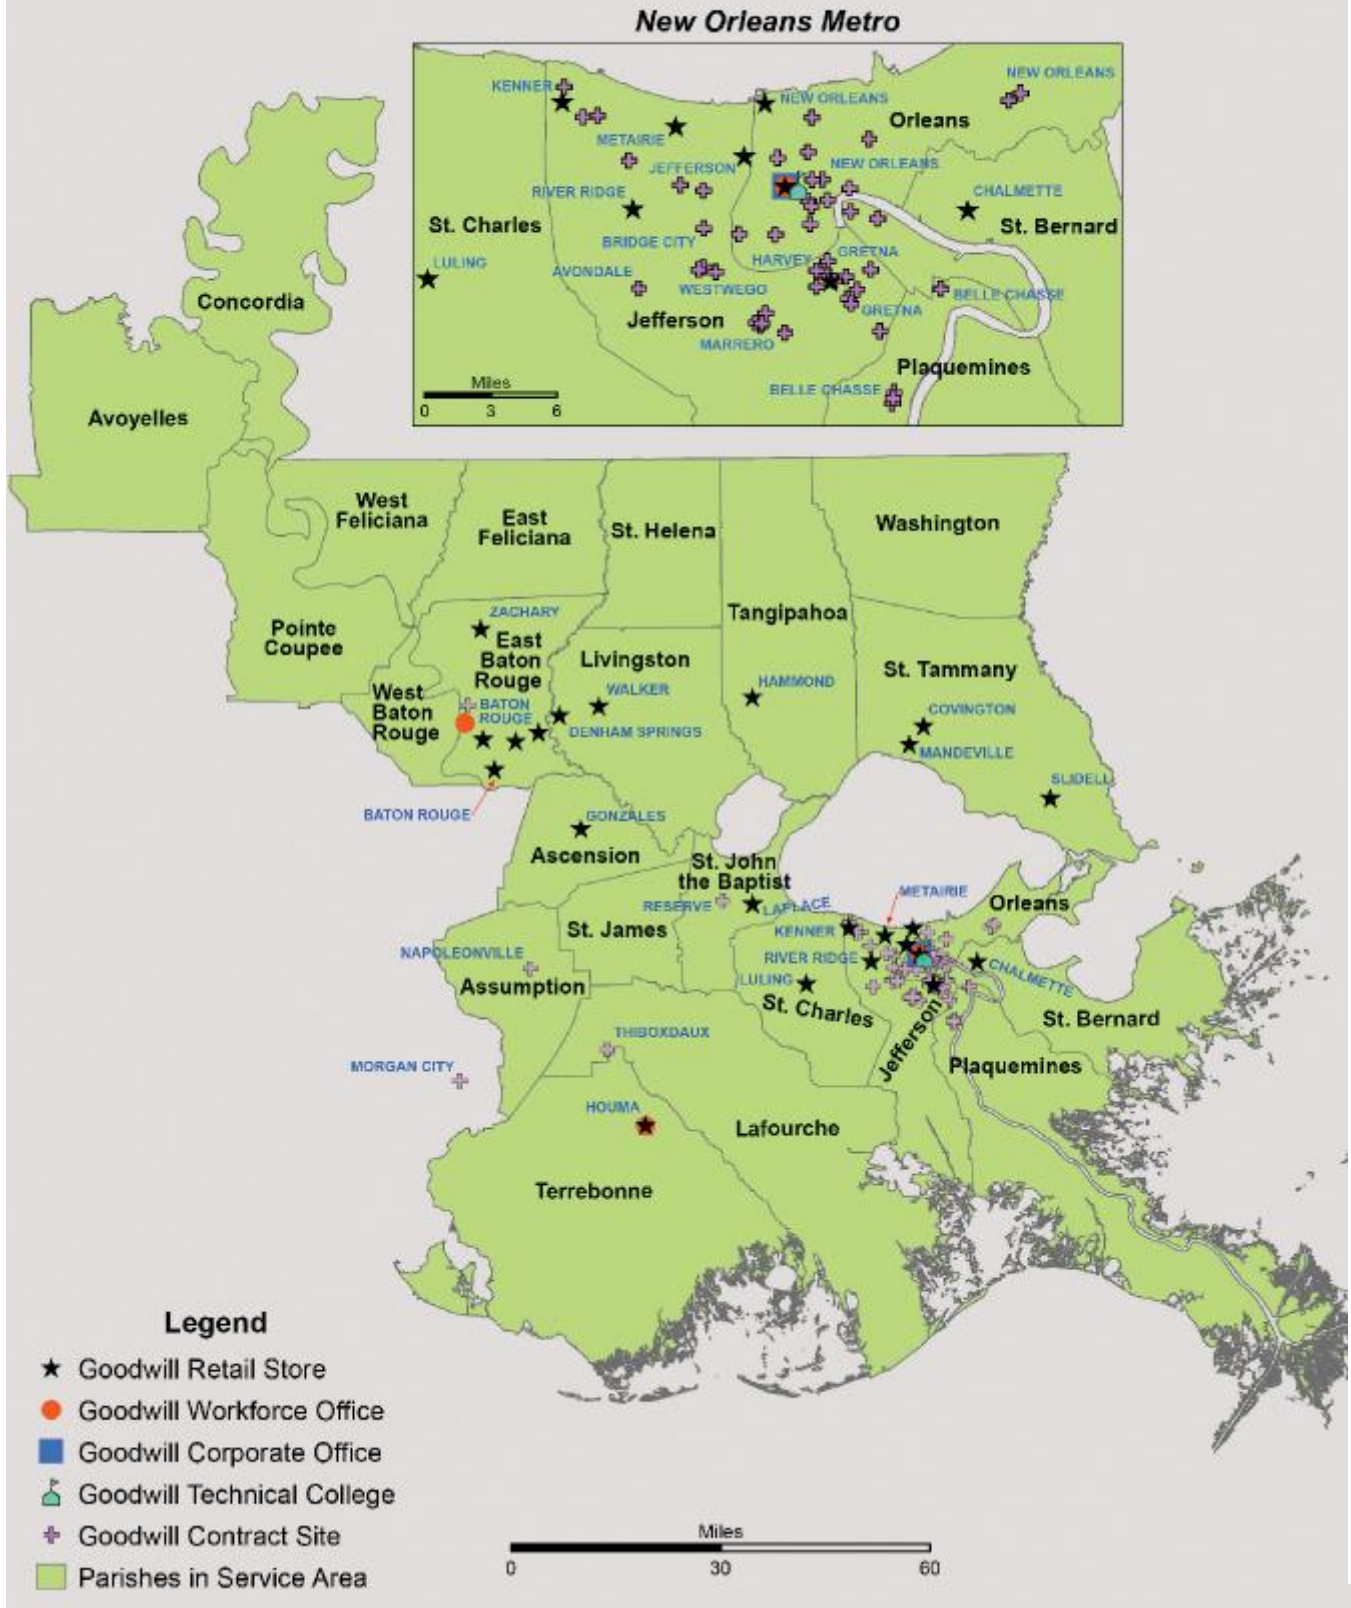 New Orleans Metro
NEW ORLEANS
KENNER
NEW ORLEANS
Orleans
METAIRIE
JEFFERSON
NEW ORLEANS
RIVER RIDGE
CHALMETTE
St. Charles
St. Bernard
BRIDGE CITY
GRETNA
HARVEY
LULING
AVONDALE
WESTWEGO
BELLE CHASSE
Jefferson
GRETNA
MARRERO
Plaquemines
BELLE CHASSE
Miles
0 3 6
Concordia
Avoyelles
West
Feliciana
East
Feliciana
St. Helena
Washington
Tangipahoa
ZACHARY
Pointe
Coupee
East
Baton
Rouge
Livingston
St. Tammany
WALKER
HAMMOND
West
Baton
Rouge
BATON
ROUGE
DENHAM SPRINGS
COVINGTON
MANDEVILLE
SLIDELL
BATON ROUGE
GONZALES
Ascension
St. John
the Baptist
METAIRIE
Orleans
RESERVE
LAPLACE
St. James
KENNER
NAPOLEONVILLE
RIVER RIDGE
CHALMETTE
Assumption
LULING
St. Charles
St. Bernard
THIBOXDAUX
Jefferson
MORGAN CITY
Plaquemines
HOUMA
Lafourche
Terrebonne
Legend
Goodwill Retail Store
Goodwill Workforce Office
Goodwill Corporate Office
Goodwill Technical College
Goodwill Contract Site
Parishes in Service Area
Miles
0 30 60